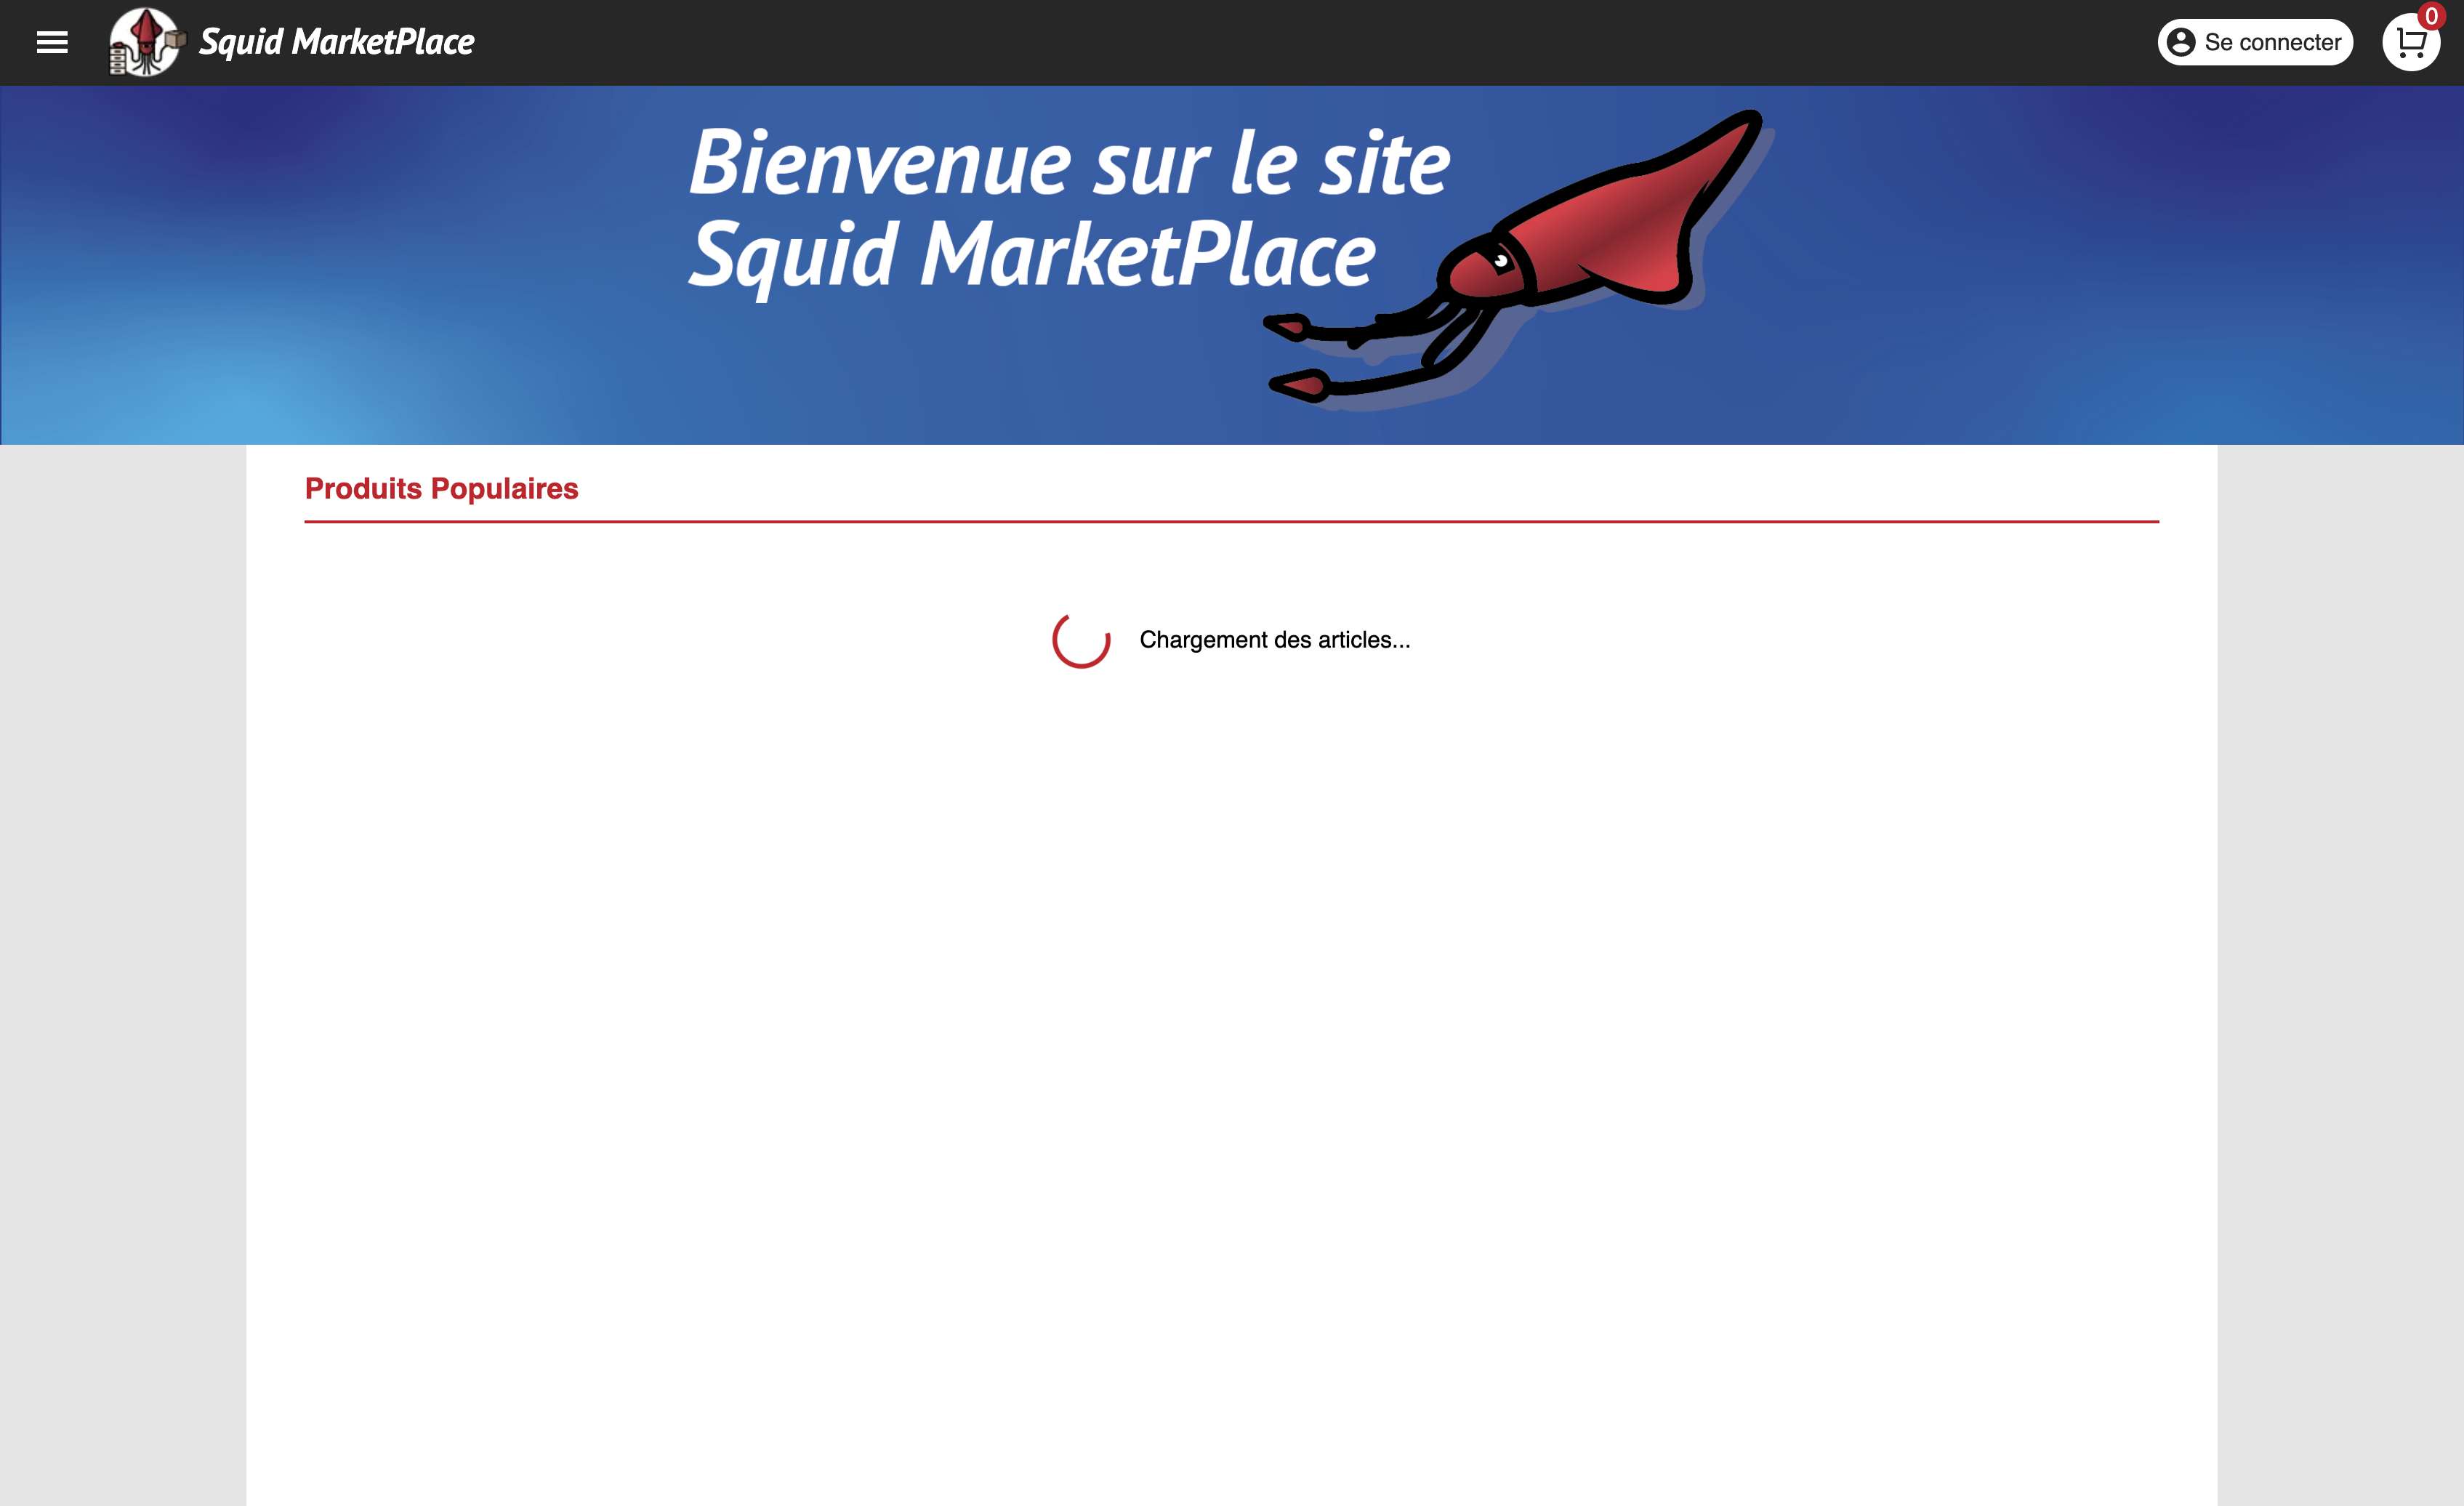 Squid MarketPlace
Se connecter
0
Bienvenue sur le site
Squid MarketPlace
Produits Populaires
Chargement des articles...